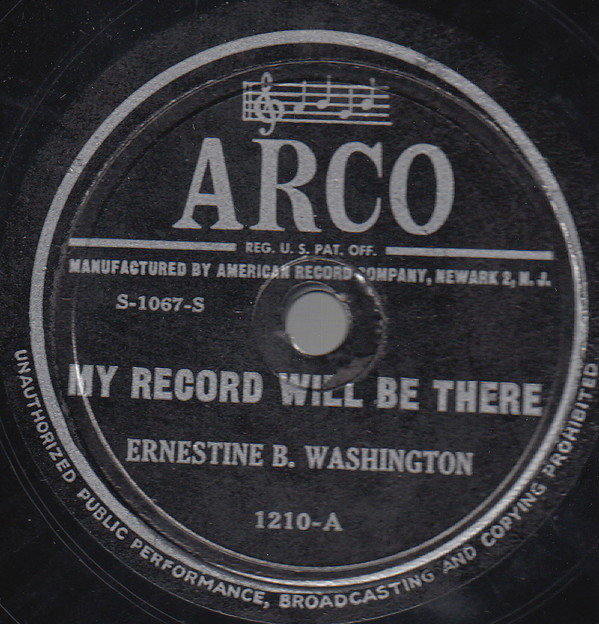 ARCO
REG. U. S. PAT. OFF.
MANUFACTURED BY AMERICAN RECORD COMPANY, NEWARK 2, N. J.
S-1067-S
MY RECORD WILL BE THERE
ERNESTINE B. WASHINGTON
1210-A
UNAUTHORIZED PUBLIC PERFORMANCE, BROADCASTING AND COPYING PROHIBITED